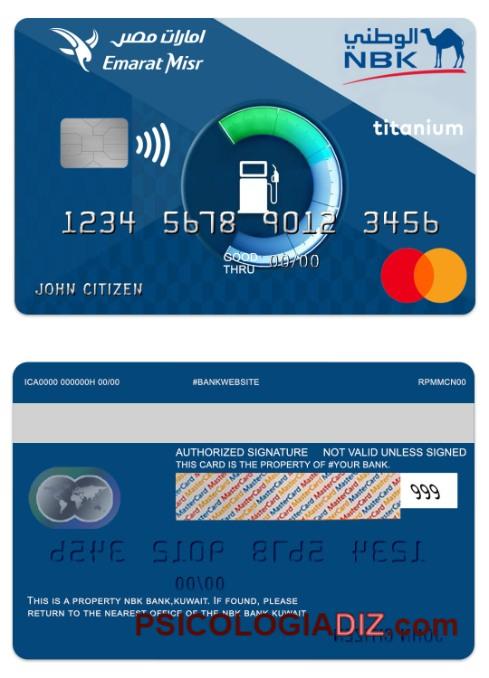 امارات مصر
Emarat Misr
الوطني
NBK
titanium
1234 5678 9012 3456
GOOD
THRU 00/00
JOHN CITIZEN
ICA0000 000000H 00/00 #BANKWEBSITE RPMMCN00
AUTHORIZED SIGNATURE NOT VALID UNLESS SIGNED
THIS CARD IS THE PROPERTY OF #YOUR BANK.
MasterCard MasterCard MasterCard
999
1234 5678 9012 3456
00/00
THIS IS A PROPERTY NBK BANK,KUWAIT. IF FOUND, PLEASE
RETURN TO THE NEAREST OFFICE OF THE NBK BANK KUWAIT
PSICOLOGIADIZ.com
JOHN CITIZEN